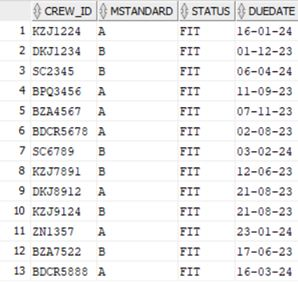 CREW_ID MSTANDARD STATUS DUEDATE
1 KZJ1224 A FIT 16-01-24
2 DKJ1234 B FIT 01-12-23
3 SC2345 B FIT 06-04-24
4 BPQ3456 A FIT 11-09-23
5 BZA4567 A FIT 07-11-23
6 BDCR5678 A FIT 02-08-23
7 SC6789 B FIT 03-02-24
8 KZJ7891 B FIT 12-06-23
9 DKJ8912 A FIT 21-08-23
10 KZJ9124 B FIT 21-08-23
11 ZN1357 A FIT 23-01-24
12 BZA7522 B FIT 17-06-23
13 BDCR5888 A FIT 16-03-24